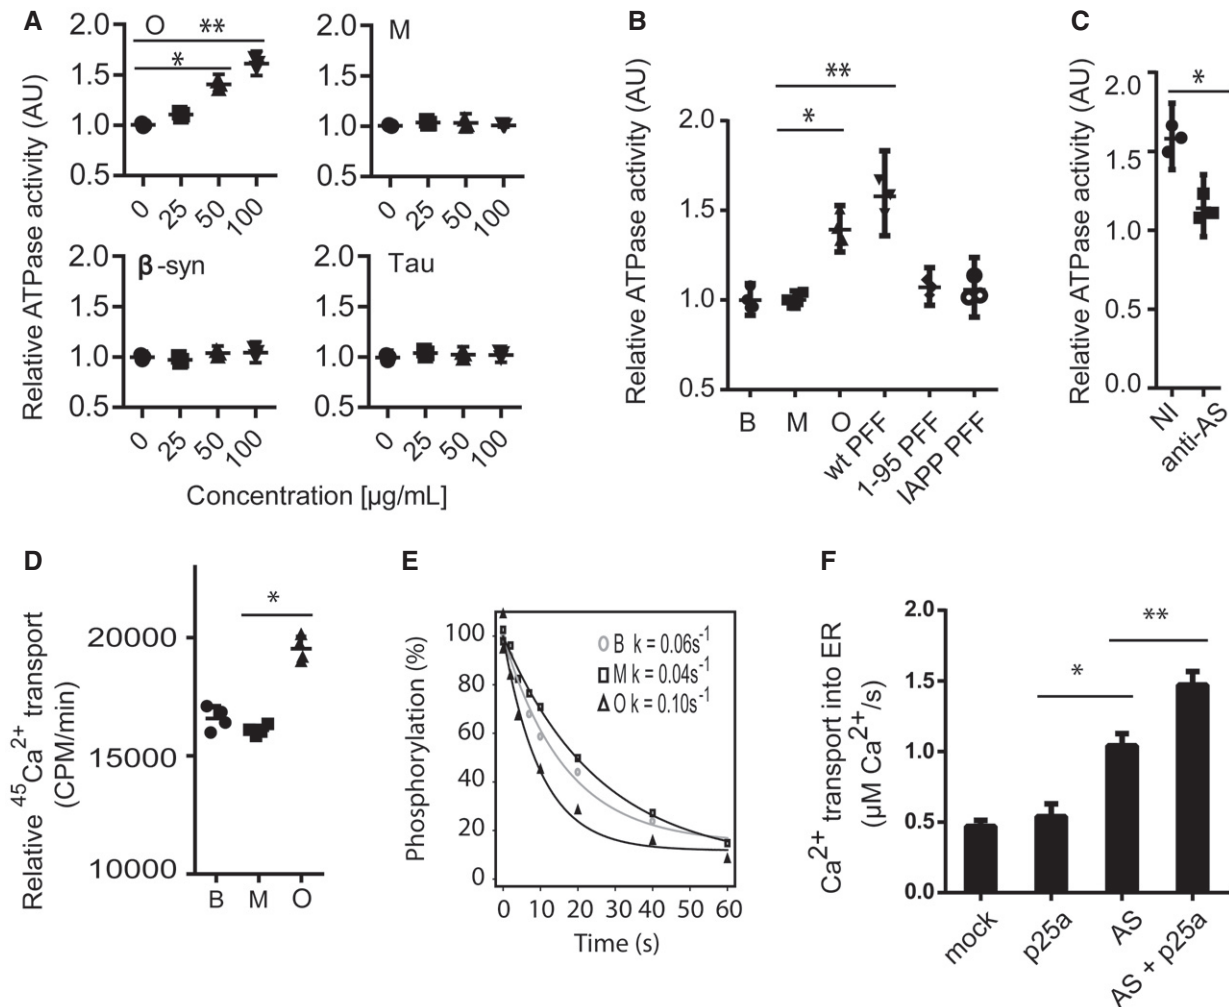 A
Relative ATPase activity (AU)
O
**
*
2.0
1.5
1.0
0.5
0
25
50
100
M
2.0
1.5
1.0
0.5
0
25
50
100
β-syn
2.0
1.5
1.0
0.5
0
25
50
100
Tau
2.0
1.5
1.0
0.5
0
25
50
100
Concentration [µg/mL]
B
Relative ATPase activity (AU)
2.0
1.5
1.0
0.5
**
*
B
M
O
wt PFF
1-95 PFF
IAPP PFF
C
Relative ATPase activity (AU)
2.0
1.5
1.0
0.5
0.0
*
NI
anti-AS
D
Relative 45Ca2+ transport
(CPM/min)
20000
15000
10000
*
B
M
O
E
Phosphorylation (%)
100
80
60
40
20
0
B k = 0.06s-1
M k = 0.04s-1
O k = 0.10s-1
0
10
20
30
40
50
60
Time (s)
F
Ca2+ transport into ER
(µM Ca2+/s)
2.0
1.5
1.0
0.5
0.0
**
*
mock
p25a
AS
AS + p25a